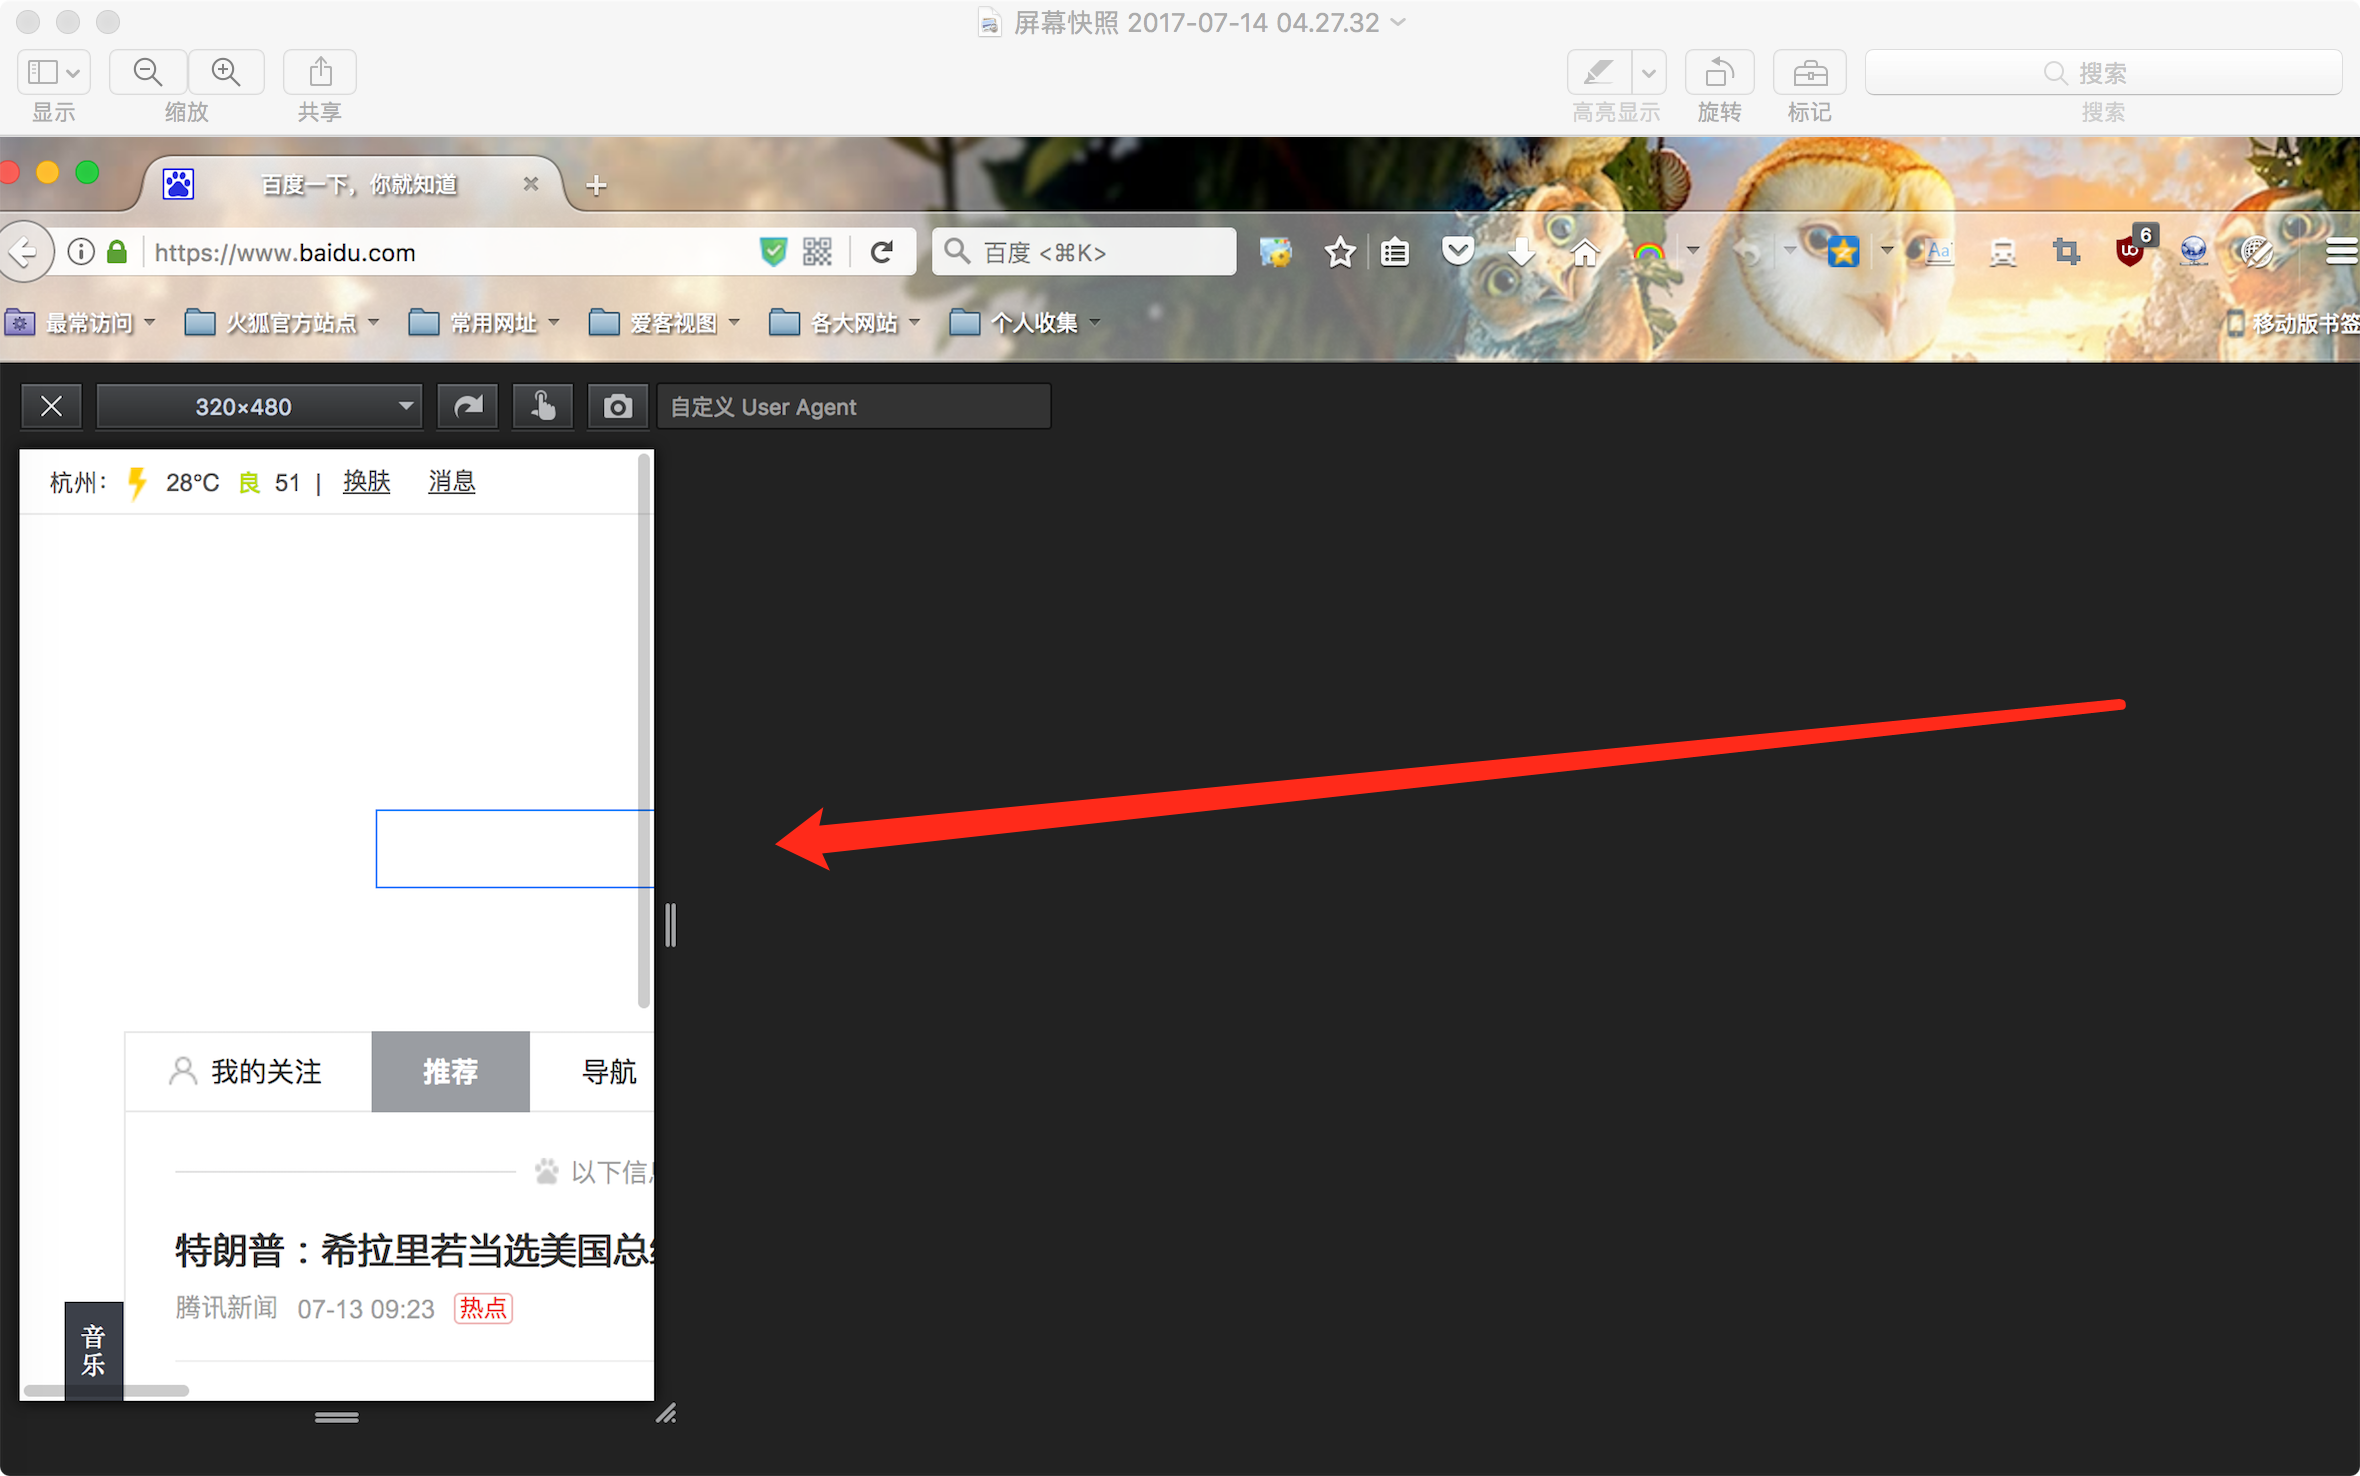 屏幕快照 2017-07-14 04.27.32
显示
缩放
共享
高亮显示
旋转
标记
搜索
搜索
百度一下，你就知道
https://www.baidu.com
百度 <⌘K>
Aa
6
最常访问
火狐官方站点
常用网址
爱客视图
各大网站
个人收集
移动版书签
320×480
自定义 User Agent
杭州： 28℃ 良 51 | 换肤 消息
我的关注
推荐
导航
以下信
特朗普：希拉里若当选美国总
腾讯新闻 07-13 09:23 热点
音乐